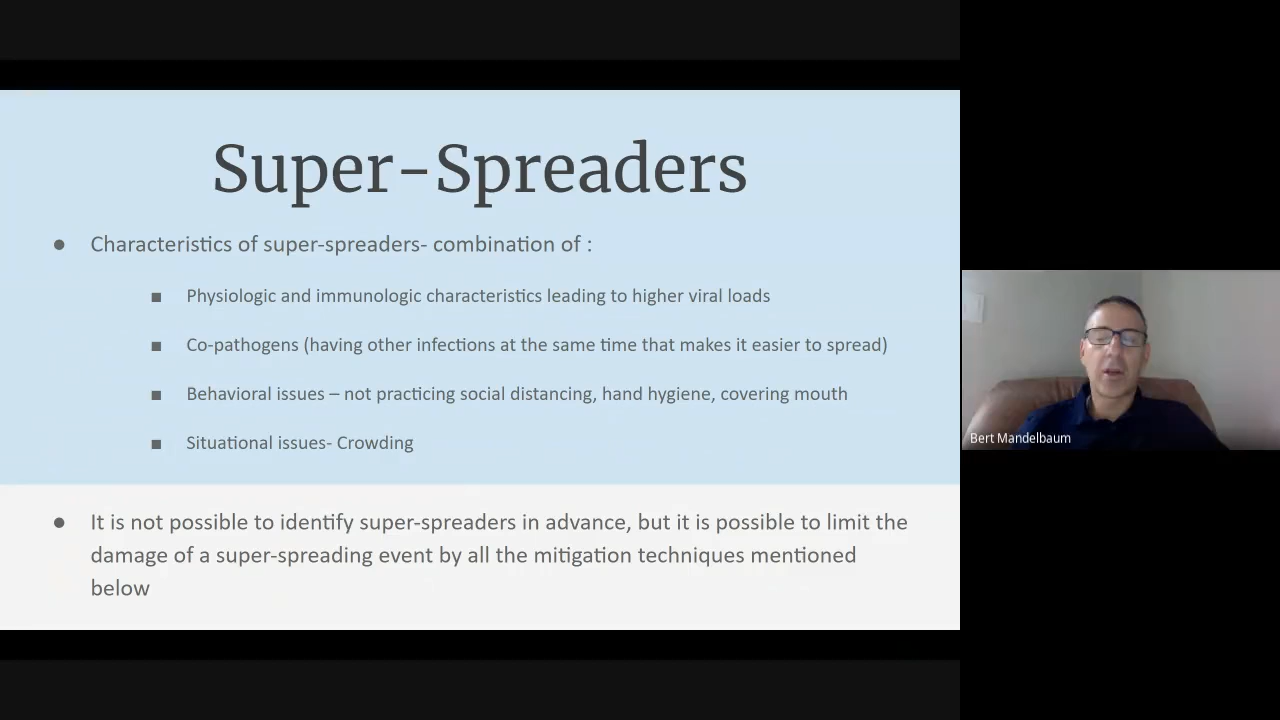 Super-Spreaders
● Characteristics of super-spreaders- combination of :
■ Physiologic and immunologic characteristics leading to higher viral loads
■ Co-pathogens (having other infections at the same time that makes it easier to spread)
■ Behavioral issues – not practicing social distancing, hand hygiene, covering mouth
■ Situational issues- Crowding
● It is not possible to identify super-spreaders in advance, but it is possible to limit the
damage of a super-spreading event by all the mitigation techniques mentioned
below
Bert Mandelbaum